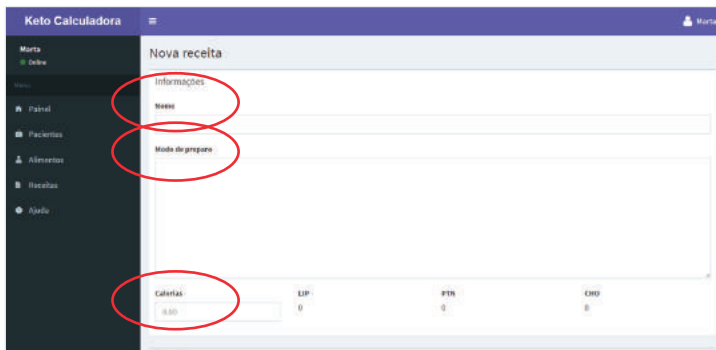 Keto Calculadora
Marta
Marta
Online
Menu
Nova receita
Informações
Painel
Nome
Pacientes
Modo de preparo
Alimentos
Receitas
Ajuda
Calorias LIP PTN CHO
0.00 0 0 0